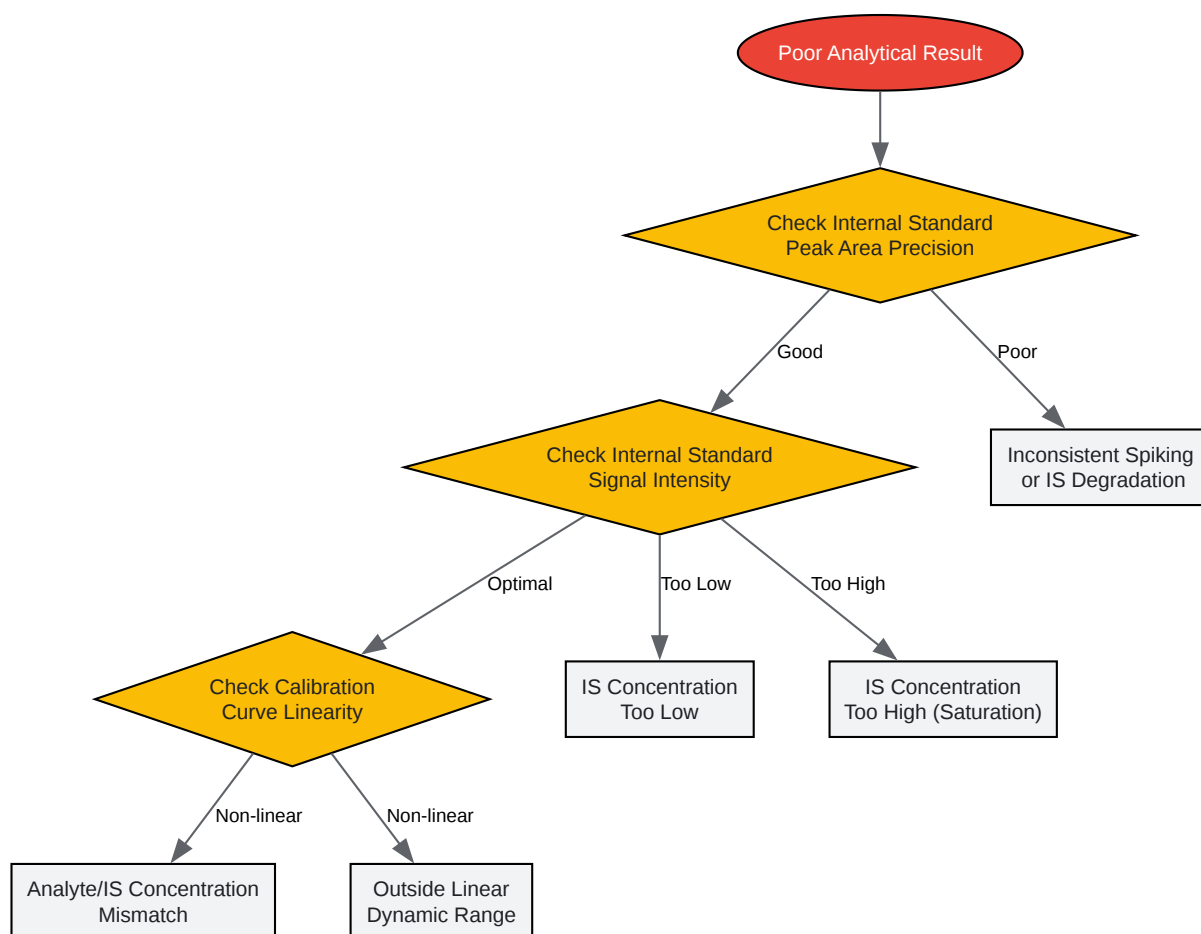 Poor Analytical Result
Check Internal Standard
Peak Area Precision
Good
Poor
Check Internal Standard
Signal Intensity
Inconsistent Spiking
or IS Degradation
Optimal
Too Low
Too High
Check Calibration
Curve Linearity
IS Concentration
Too Low
IS Concentration
Too High (Saturation)
Non-linear
Non-linear
Analyte/IS Concentration
Mismatch
Outside Linear
Dynamic Range